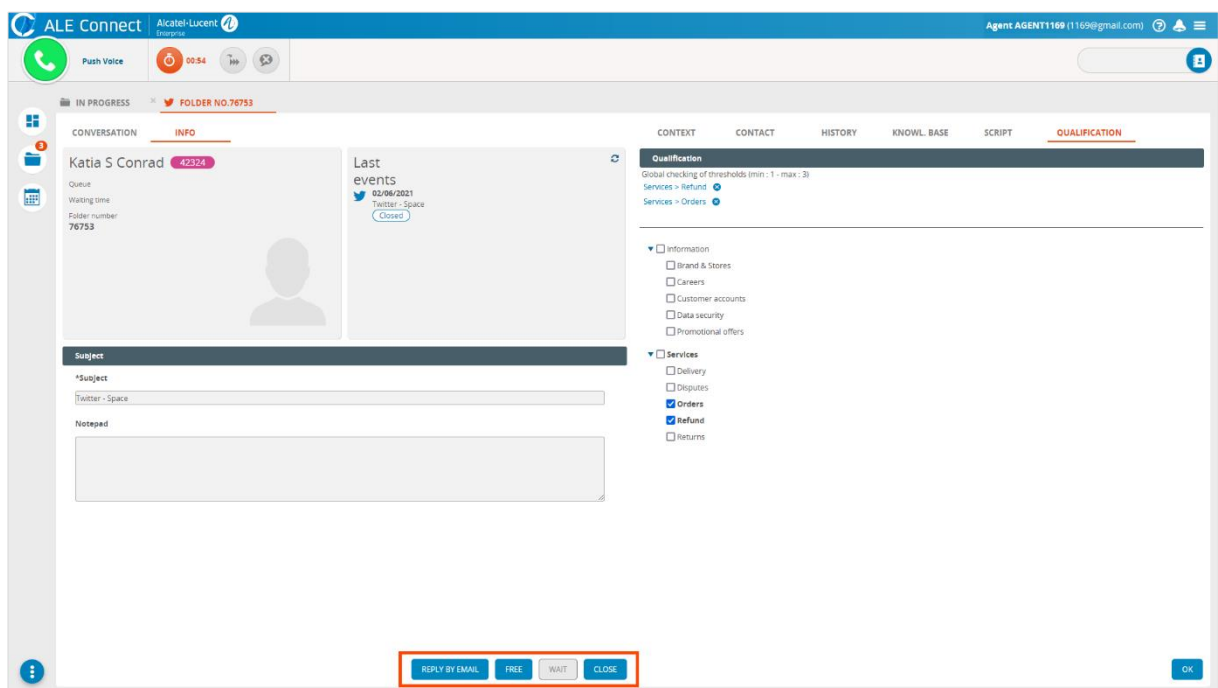 ALE Connect
Alcatel·Lucent
Enterprise
Agent AGENT1169 (1169@gmail.com)
Push Voice
00:54
IN PROGRESS
FOLDER NO.76753
3
CONVERSATION
INFO
Katia S Conrad
42324
Queue
Waiting time
Folder number
76753
Last
events
02/06/2021
Twitter - Space
Closed
Subject
*Subject
Twitter - Space
Notepad
CONTEXT
CONTACT
HISTORY
KNOWL. BASE
SCRIPT
QUALIFICATION
Qualification
Global checking of thresholds (min : 1 - max : 3)
Services > Refund
Services > Orders
Information
Brand & Stores
Careers
Customer accounts
Data security
Promotional offers
Services
Delivery
Disputes
Orders
Refund
Returns
REPLY BY EMAIL
FREE
WAIT
CLOSE
OK